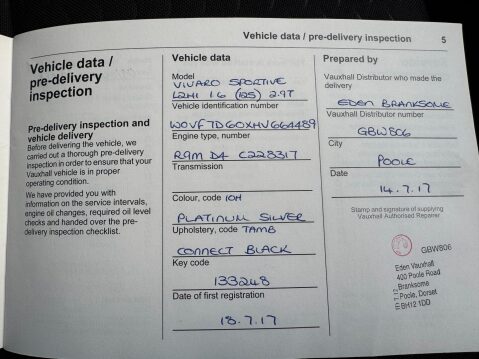 Vehicle data / pre-delivery inspection 5
Vehicle data /
pre-delivery
inspection
Pre-delivery inspection and
vehicle delivery
Before delivering the vehicle, we
carried out a thorough pre-delivery
inspection in order to ensure that your
Vauxhall vehicle is in proper
operating condition.
We have provided you with
information on the service intervals,
engine oil changes, required oil level
checks and handed over the pre-
delivery inspection checklist.
Vehicle data
Model
VIVARO SPORTIVE
L2H1 1.6 (125) 2.9T
Vehicle identification number
W0VF7D60XHV664489
Engine type, number
R9M D4 C228317
Transmission
Colour, code 10H
PLATINUM SILVER
Upholstery, code TAMB
CONNECT BLACK
Key code
133248
Date of first registration
18.7.17
Prepared by
Vauxhall Distributor who made the
delivery
EDEN BRANKSOME
Vauxhall Distributor number
GBW806
City
POOLE
Date
14.7.17
Stamp and signature of supplying
Vauxhall Authorised Repairer
GBW806
Eden Vauxhall
400 Poole Road
Branksome
Poole, Dorset
BH12 1DD